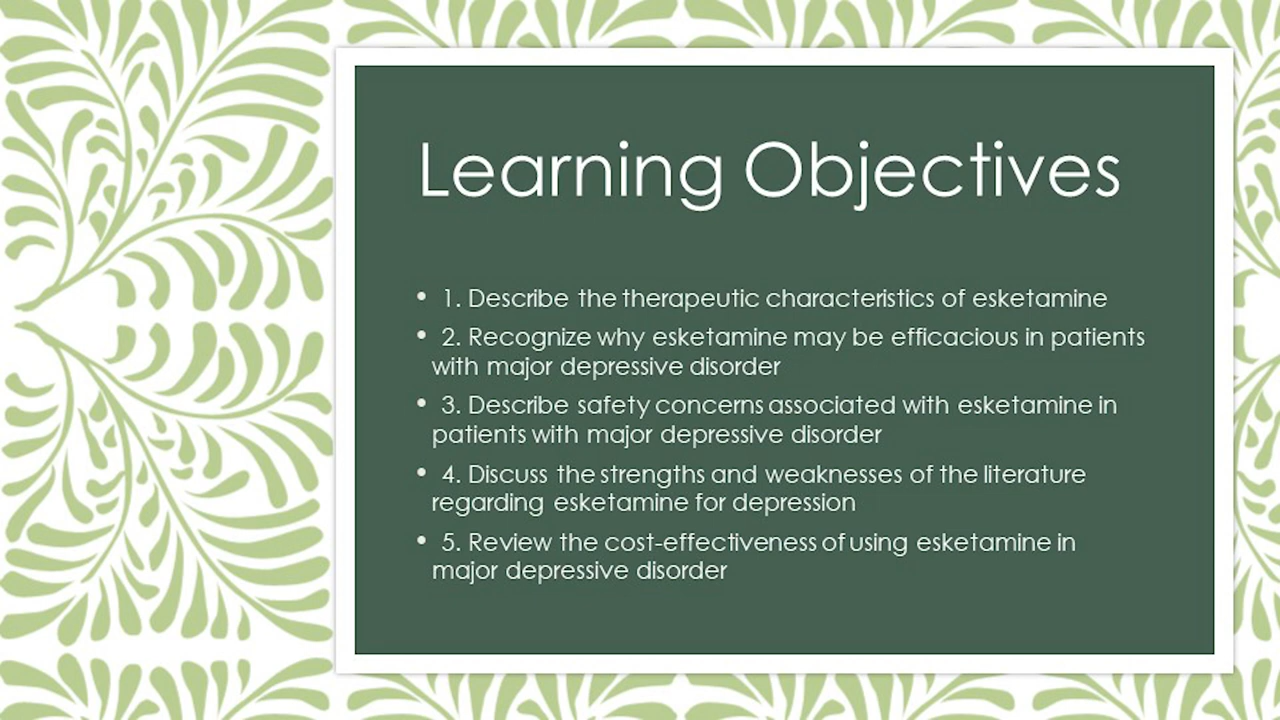 Learning Objectives
• 1. Describe the therapeutic characteristics of esketamine
• 2. Recognize why esketamine may be efficacious in patients
with major depressive disorder
• 3. Describe safety concerns associated with esketamine in
patients with major depressive disorder
• 4. Discuss the strengths and weaknesses of the literature
regarding esketamine for depression
• 5. Review the cost-effectiveness of using esketamine in
major depressive disorder